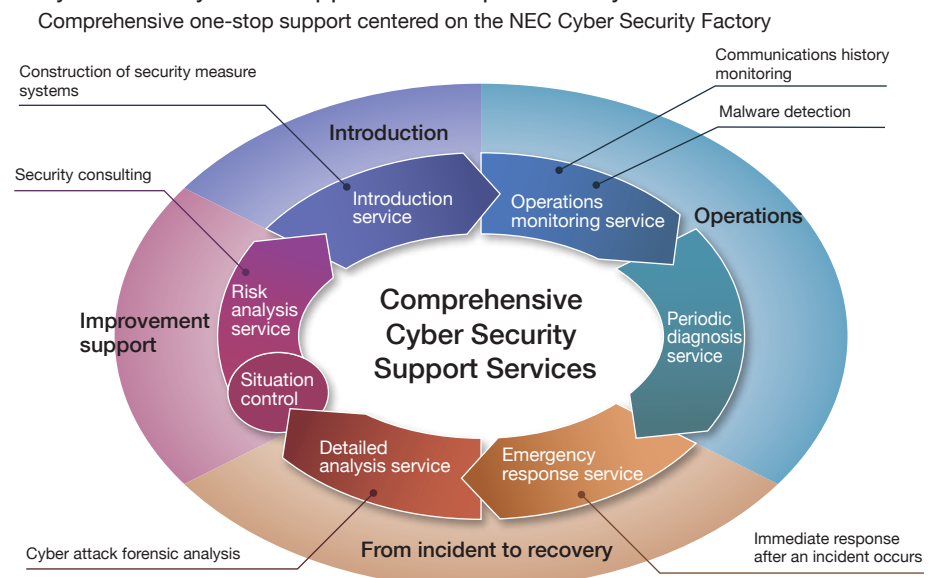 Comprehensive one-stop support centered on the NEC Cyber Security Factory
Communications history
monitoring
Construction of security measure
systems
Malware detection
Introduction
Security consulting
Introduction
service
Operations
monitoring service
Operations
Risk
analysis
service
Comprehensive
Cyber Security
Support Services
Periodic
diagnosis
service
Improvement
support
Situation
control
Detailed
analysis service
Emergency
response service
Cyber attack forensic analysis
From incident to recovery
Immediate response
after an incident occurs